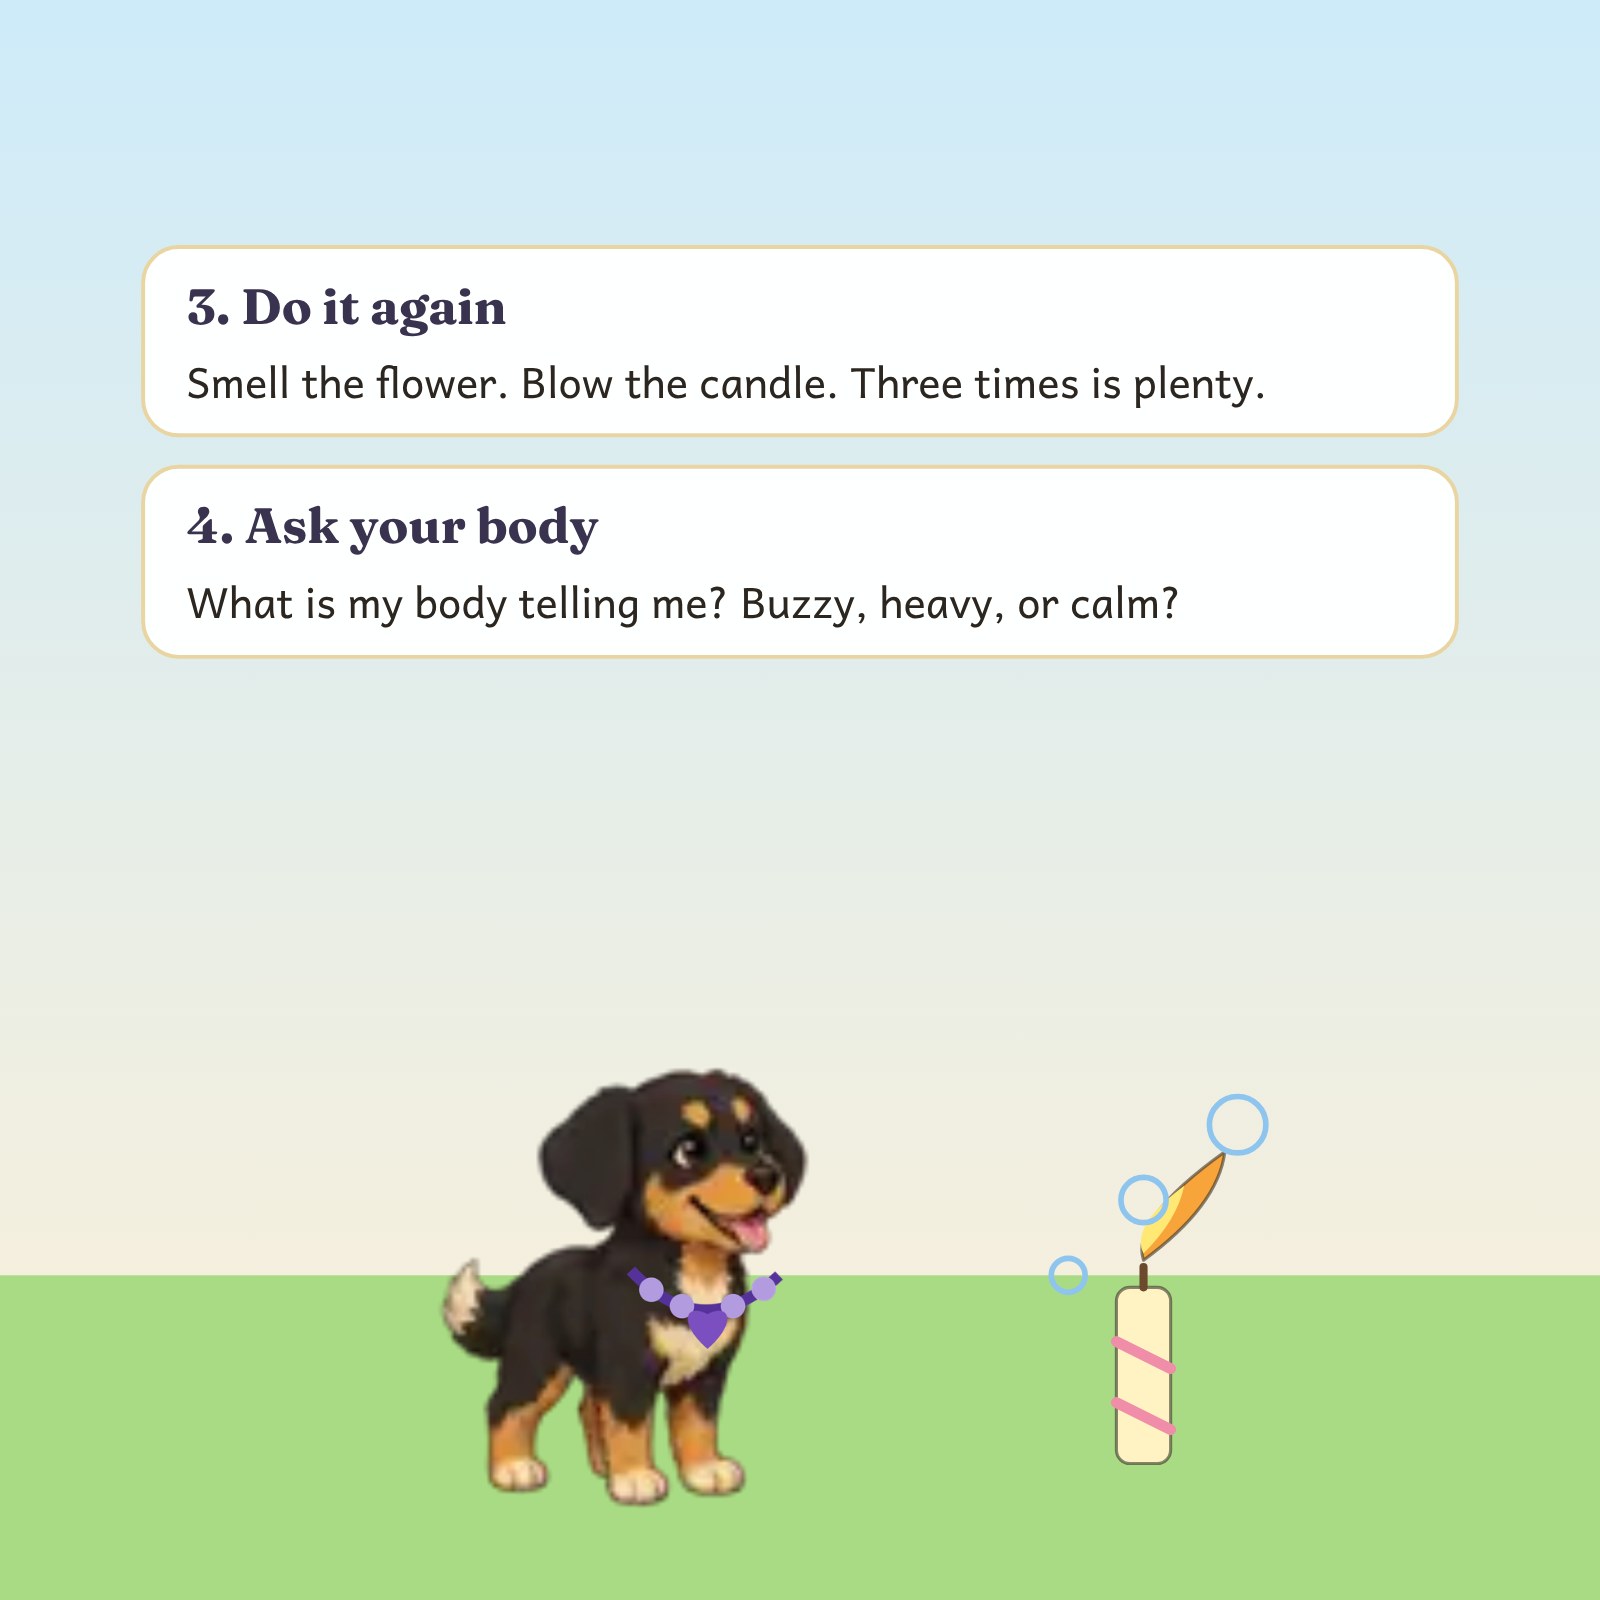 3. Do it again
Smell the flower. Blow the candle. Three times is plenty.
4. Ask your body
What is my body telling me? Buzzy, heavy, or calm?